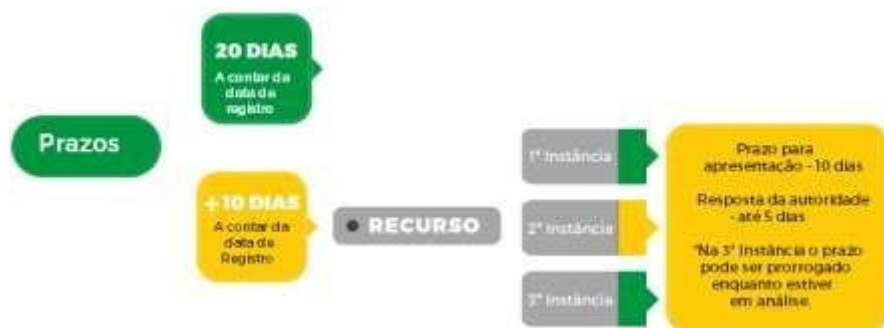 Prazos
20 DIAS
A contar da
data de
registro
+10 DIAS
A contar da
data de
Registro
RECURSO
1ª Instância
2ª Instância
3ª Instância
Prazo para
apresentação - 10 dias
Resposta da autoridade
- até 5 dias
*Na 3ª Instância o prazo
pode ser prorrogado
enquanto estiver
em análise.